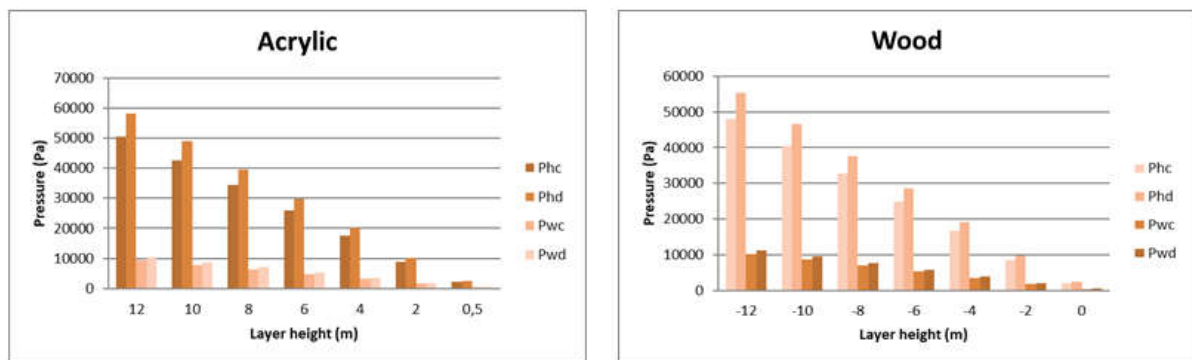 Acrylic
Pressure (Pa)
70000
60000
50000
40000
30000
20000
10000
0
12 10 8 6 4 2 0,5
Layer height (m)
Phc
Phd
Pwc
Pwd
Wood
Pressure (Pa)
60000
50000
40000
30000
20000
10000
0
-12 -10 -8 -6 -4 -2 0
Layer height (m)
Phc
Phd
Pwc
Pwd